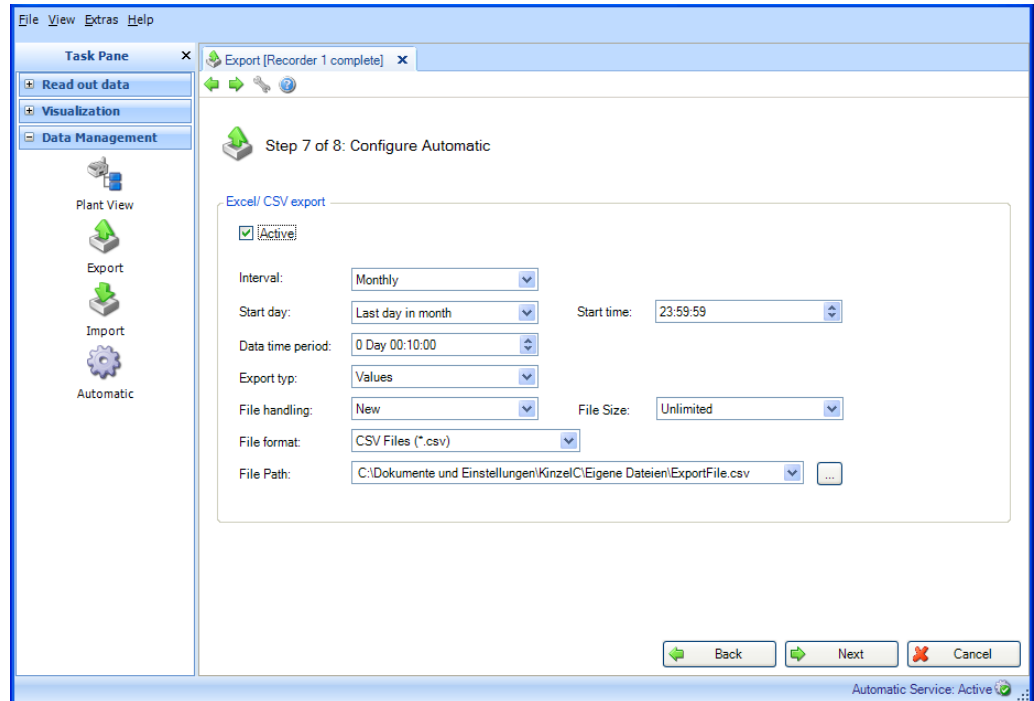 File View Extras Help
Task Pane
Export [Recorder 1 complete]
Read out data
Visualization
Data Management
Plant View
Export
Import
Automatic
Step 7 of 8: Configure Automatic
Excel/ CSV export
Active
Interval: Monthly
Start day: Last day in month Start time: 23:59:59
Data time period: 0 Day 00:10:00
Export typ: Values
File handling: New File Size: Unlimited
File format: CSV Files (*.csv)
File Path: C:\Dokumente und Einstellungen\KinzelC\Eigene Dateien\ExportFile.csv ...
Back Next Cancel
Automatic Service: Active